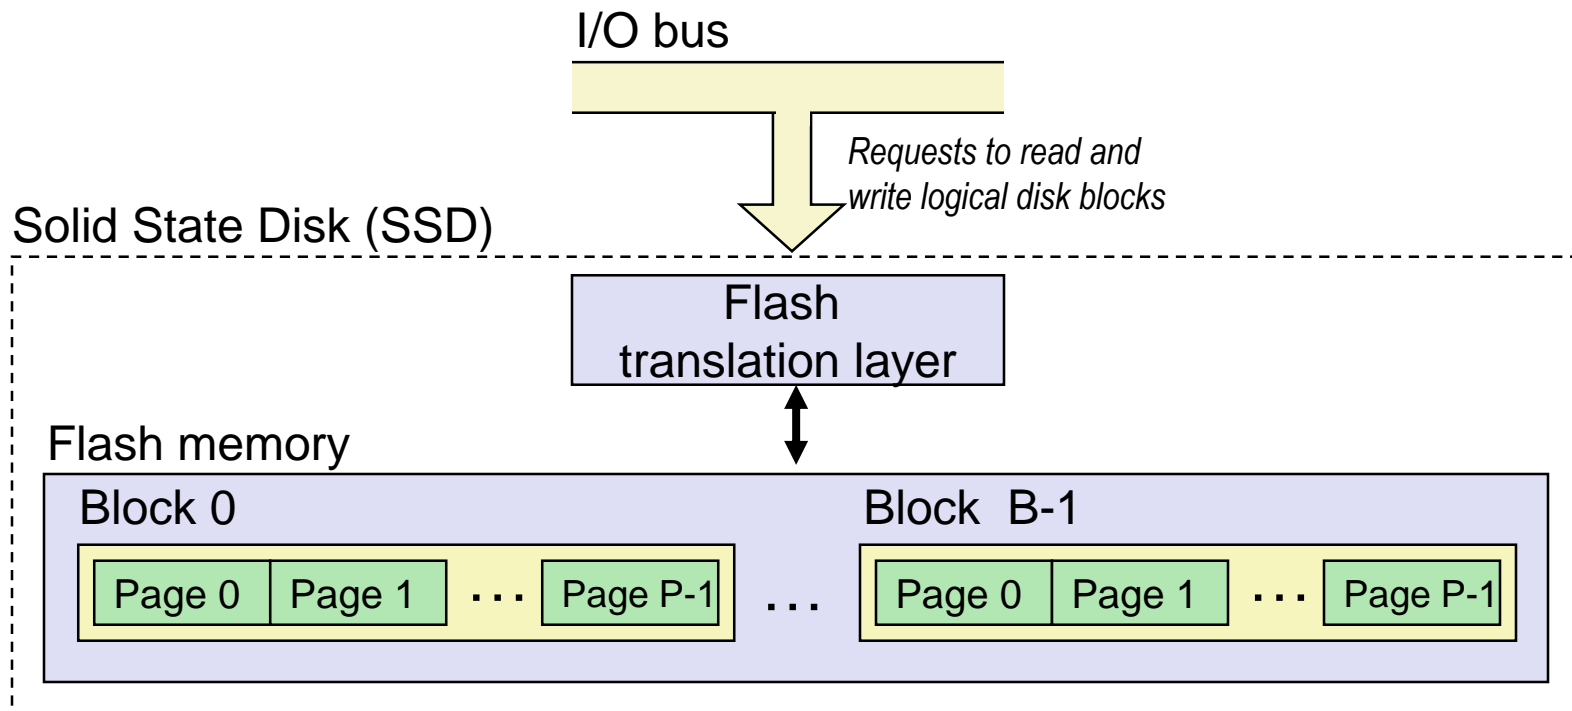 I/O bus
Requests to read and
write logical disk blocks
Solid State Disk (SSD)
Flash
translation layer
Flash memory
Block 0
Block B-1
Page 0 Page 1 ... Page P-1 ... Page 0 Page 1 ... Page P-1